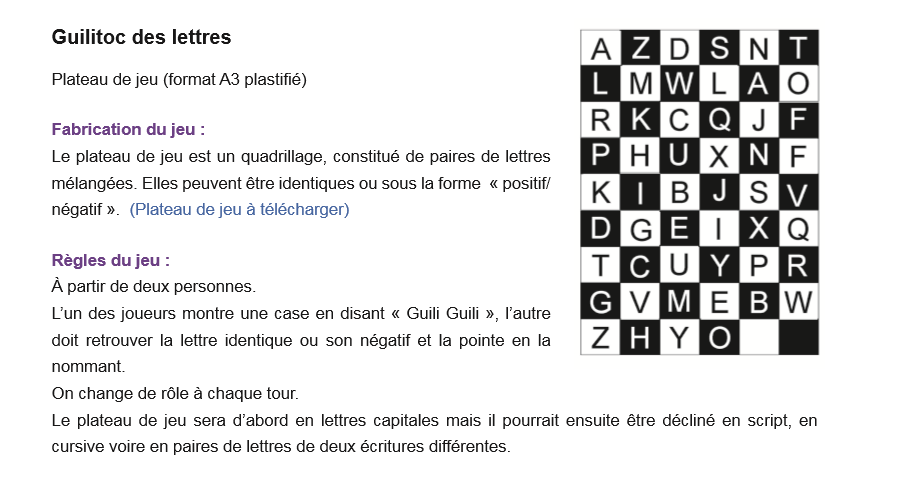 Guilitoc des lettres
Plateau de jeu (format A3 plastifié)
Fabrication du jeu :
Le plateau de jeu est un quadrillage, constitué de paires de lettres
mélangées. Elles peuvent être identiques ou sous la forme « positif/
négatif ». (Plateau de jeu à télécharger)
Règles du jeu :
À partir de deux personnes.
L'un des joueurs montre une case en disant « Guili Guili », l'autre
doit retrouver la lettre identique ou son négatif et la pointe en la
nommant.
On change de rôle à chaque tour.
Le plateau de jeu sera d'abord en lettres capitales mais il pourrait ensuite être décliné en script, en
cursive voire en paires de lettres de deux écritures différentes.
A Z D S N T
L M W L A O
R K C Q J F
P H U X N F
K I B J S V
D G E I X Q
T C U Y P R
G V M E B W
Z H Y O